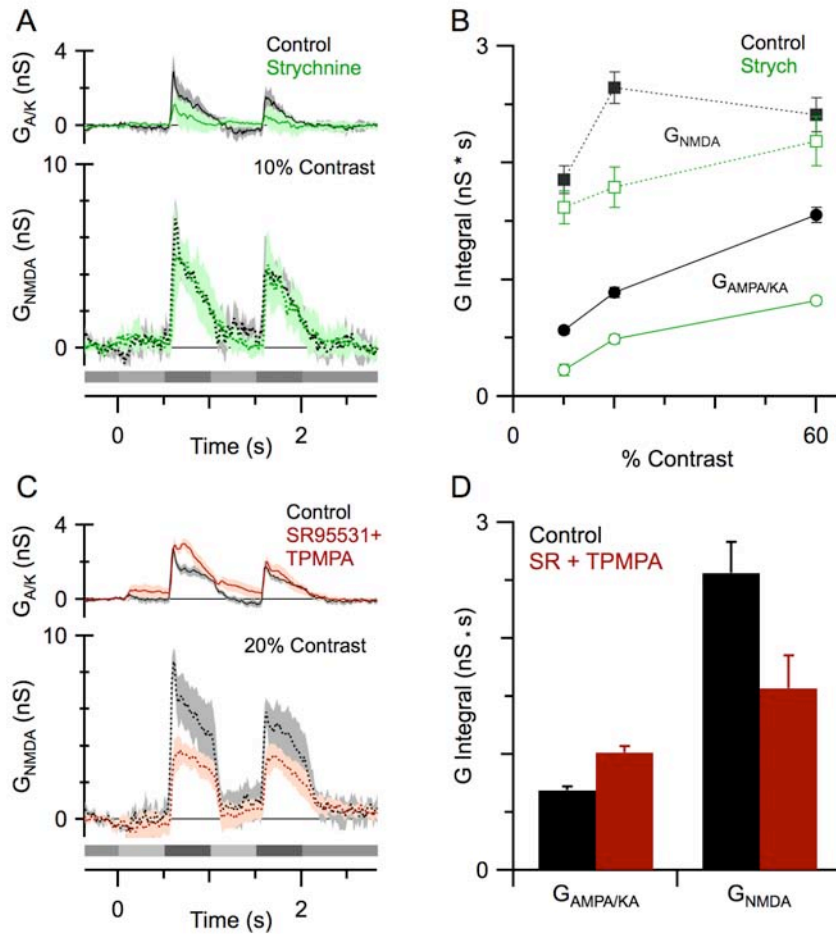 A
4
Control
Strychnine
G_A/K (nS)
0
10
10% Contrast
G_NMDA (nS)
0
0
2
Time (s)
B
3
Control
Strych
G_NMDA
G Integral (nS * s)
G_AMPA/KA
0
0
60
% Contrast
C
Control
4
SR95531+
TPMPA
G_A/K (nS)
0
10
20% Contrast
G_NMDA (nS)
0
0
2
Time (s)
D
3
Control
SR + TPMPA
G Integral (nS • s)
0
G_AMPA/KA
G_NMDA